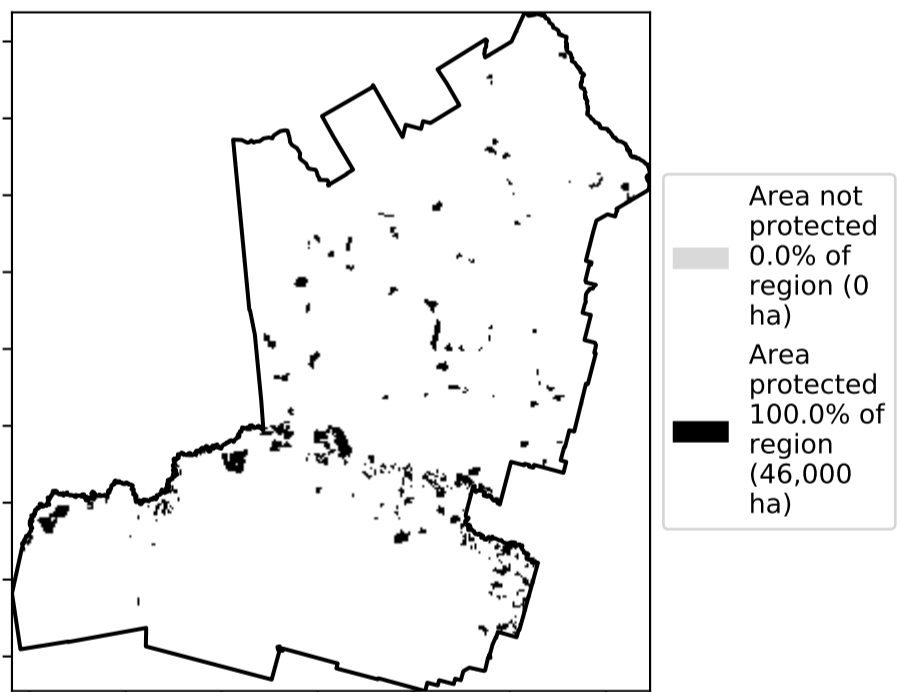 Area not
protected
0.0% of
region (0
ha)
Area
protected
100.0% of
region
(46,000
ha)